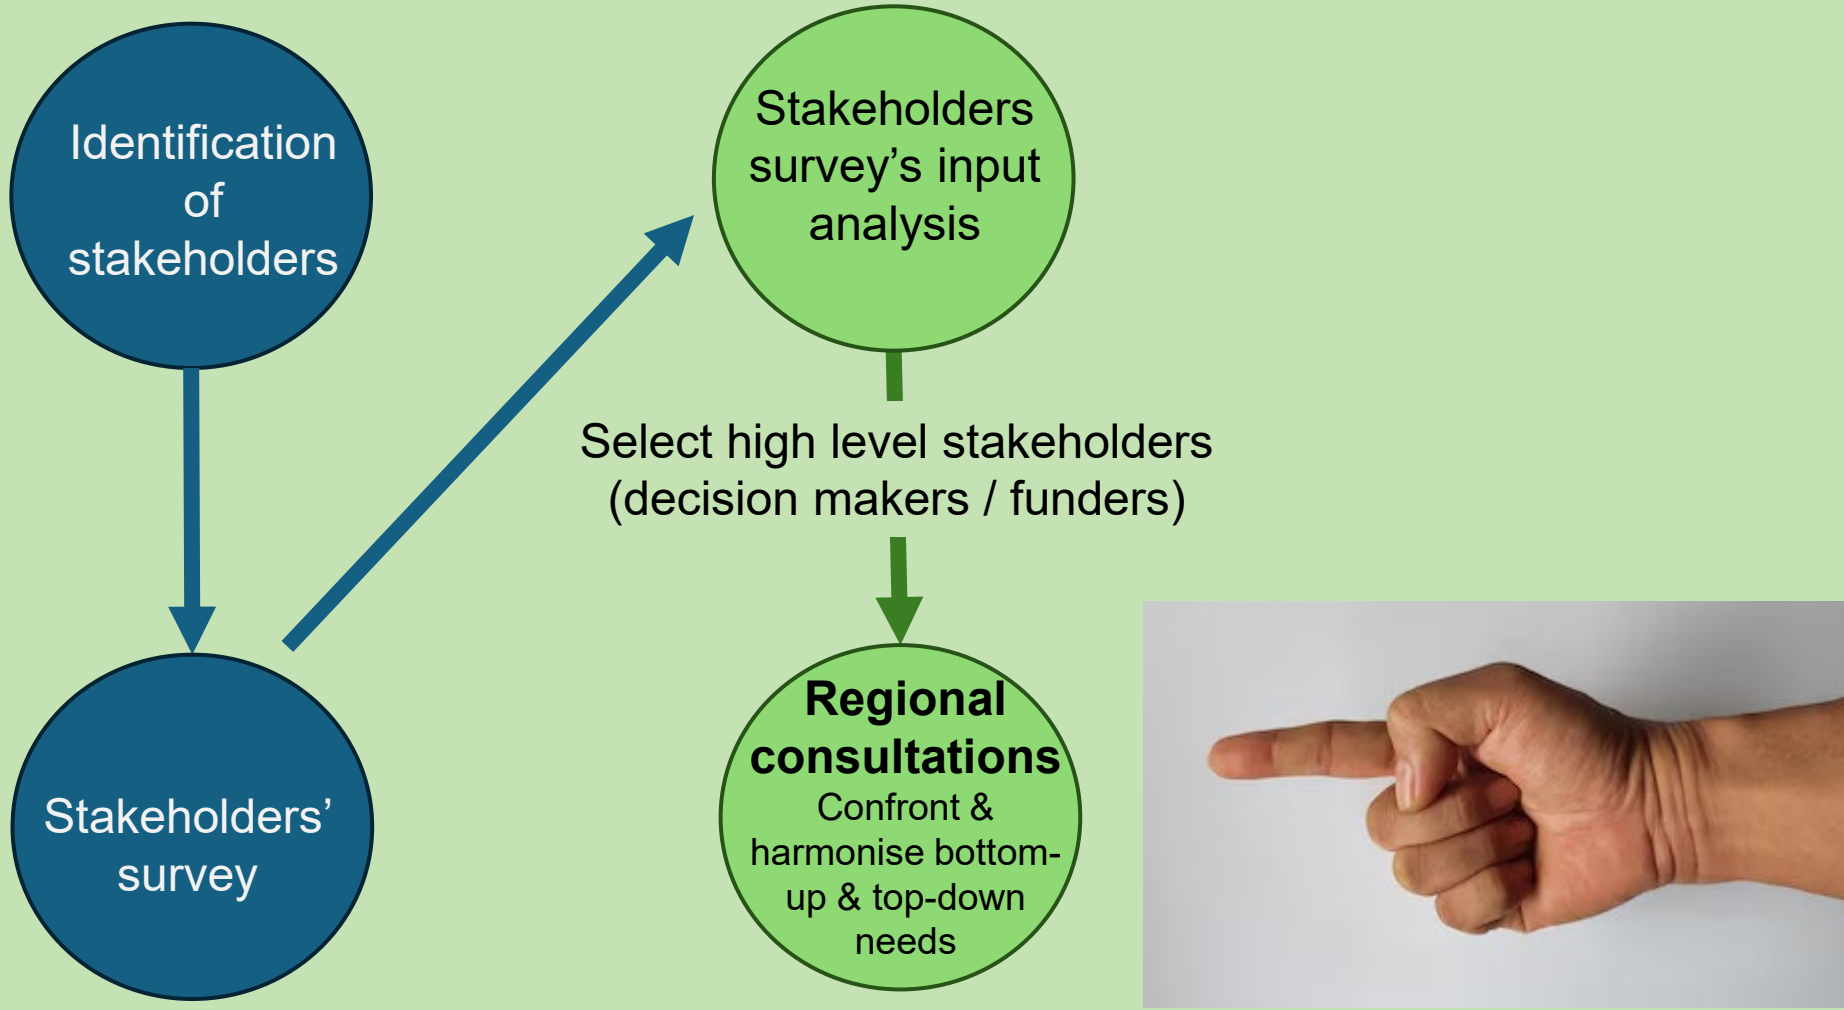 Identification
of
stakeholders
Stakeholders’
survey
Stakeholders
survey’s input
analysis
Select high level stakeholders
(decision makers / funders)
Regional
consultations
Confront &
harmonise bottom-
up & top-down
needs